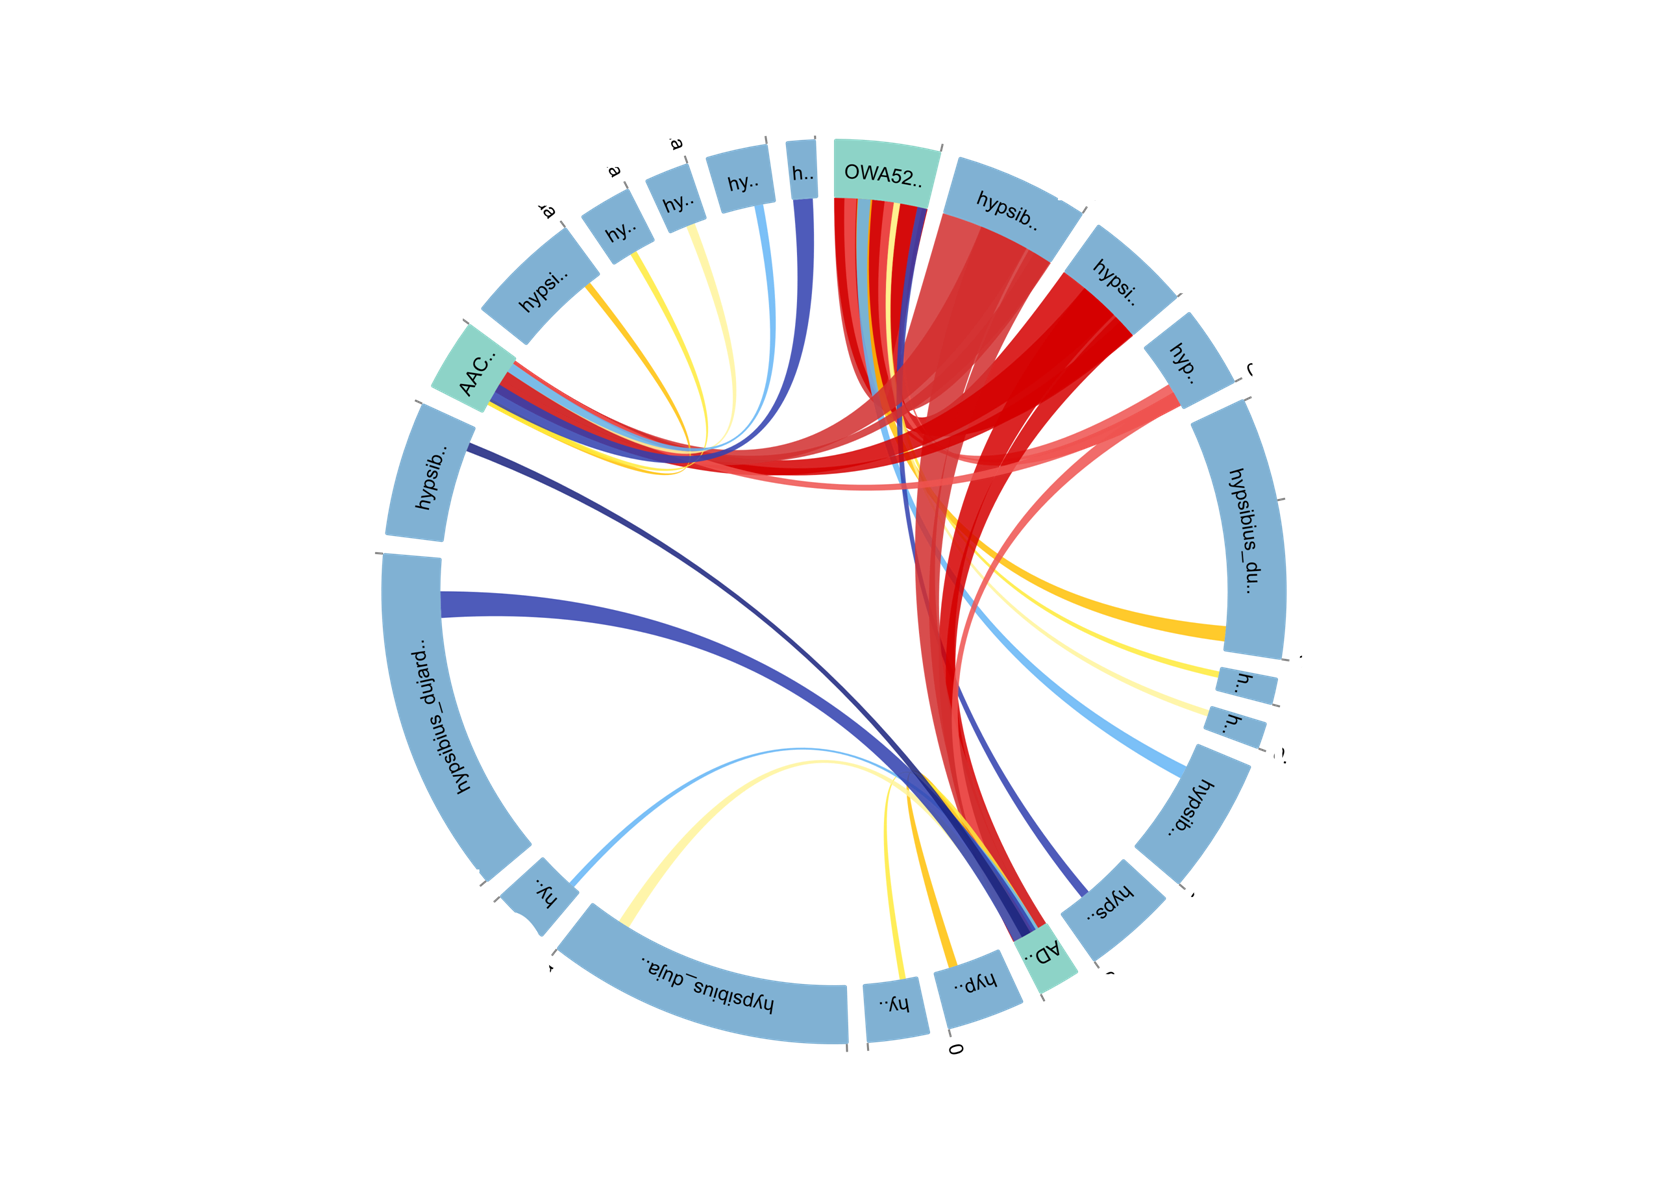 OWA52..
hypsib..
hypsi..
hyp..
hypsibius_du..
h..
h..
hypsib..
hyps..
AD..
hyp..
0
hy..
hypsibius_duja..
hy..
hypsibius_dujard..
hypsib..
AAC..
hypsi..
hy..
a
hy..
a
hy..
h..